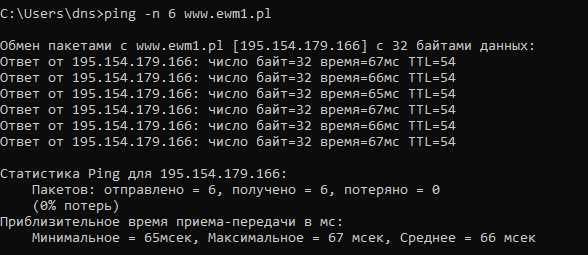 C:\Users\dns>ping -n 6 www.ewm1.pl
Обмен пакетами с www.ewm1.pl [195.154.179.166] с 32 байтами данных:
Ответ от 195.154.179.166: число байт=32 время=67мс TTL=54
Ответ от 195.154.179.166: число байт=32 время=66мс TTL=54
Ответ от 195.154.179.166: число байт=32 время=65мс TTL=54
Ответ от 195.154.179.166: число байт=32 время=67мс TTL=54
Ответ от 195.154.179.166: число байт=32 время=66мс TTL=54
Ответ от 195.154.179.166: число байт=32 время=67мс TTL=54
Статистика Ping для 195.154.179.166:
    Пакетов: отправлено = 6, получено = 6, потеряно = 0
    (0% потерь)
Приблизительное время приема-передачи в мс:
    Минимальное = 65мсек, Максимальное = 67 мсек, Среднее = 66 мсек